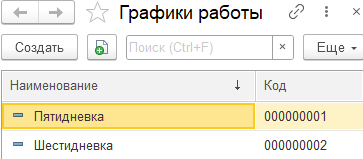 Графики работы
Создать Поиск (Ctrl+F) × Еще
Наименование ↓ Код
Пятидневка 000000001
Шестидневка 000000002